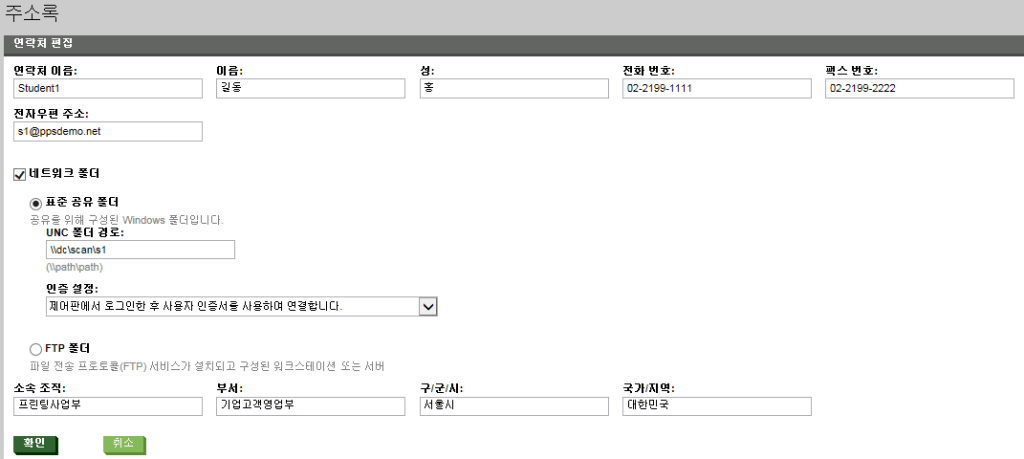 주소록
연락처 편집
연락처 이름: 이름: 성: 전화 번호: 팩스 번호:
Student1 길동 홍 02-2199-1111 02-2199-2222
전자우편 주소:
s1@ppsdemo.net
네트워크 폴더
표준 공유 폴더
공유를 위해 구성된 Windows 폴더입니다.
UNC 폴더 경로:
\\dc\scan\s1
(\\path\path)
인증 설정:
제어판에서 로그인한 후 사용자 인증서를 사용하여 연결합니다.
FTP 폴더
파일 전송 프로토콜(FTP) 서비스가 설치되고 구성된 워크스테이션 또는 서버
소속 조직: 부서: 구/군/시: 국가/지역:
프린팅사업부 기업고객영업부 서울시 대한민국
확인 취소